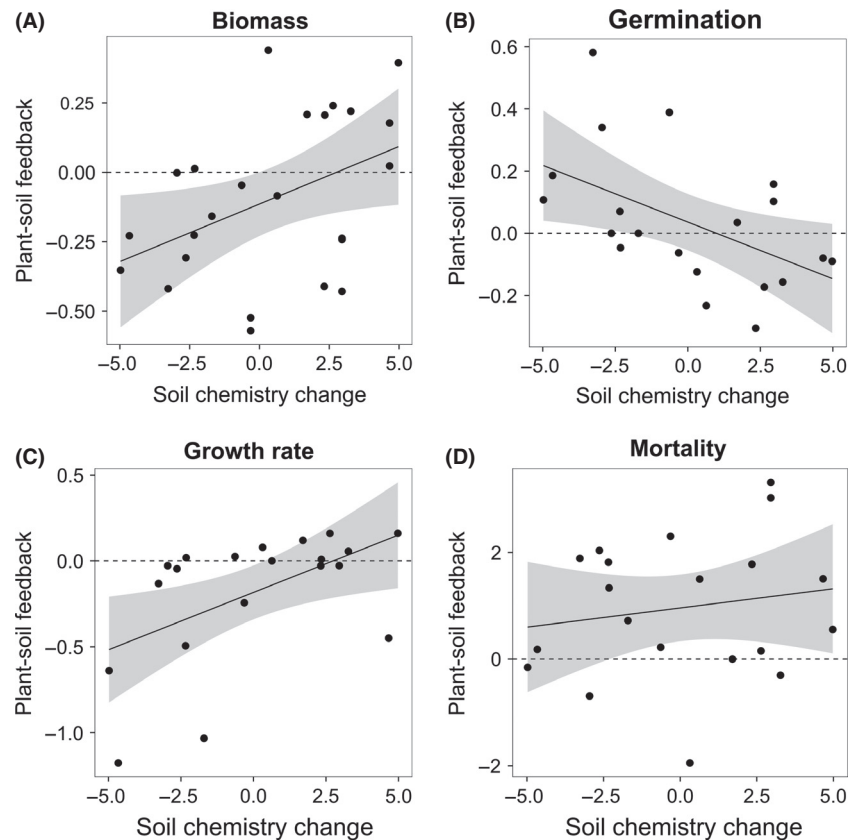 (A)
Biomass
Plant-soil feedback
0.25
0.00
−0.25
−0.50
−5.0 −2.5 0.0 2.5 5.0
Soil chemistry change
(B)
Germination
Plant-soil feedback
0.6
0.4
0.2
0.0
−0.2
−5.0 −2.5 0.0 2.5 5.0
Soil chemistry change
(C)
Growth rate
Plant-soil feedback
0.5
0.0
−0.5
−1.0
−5.0 −2.5 0.0 2.5 5.0
Soil chemistry change
(D)
Mortality
Plant-soil feedback
2
0
−2
−5.0 −2.5 0.0 2.5 5.0
Soil chemistry change